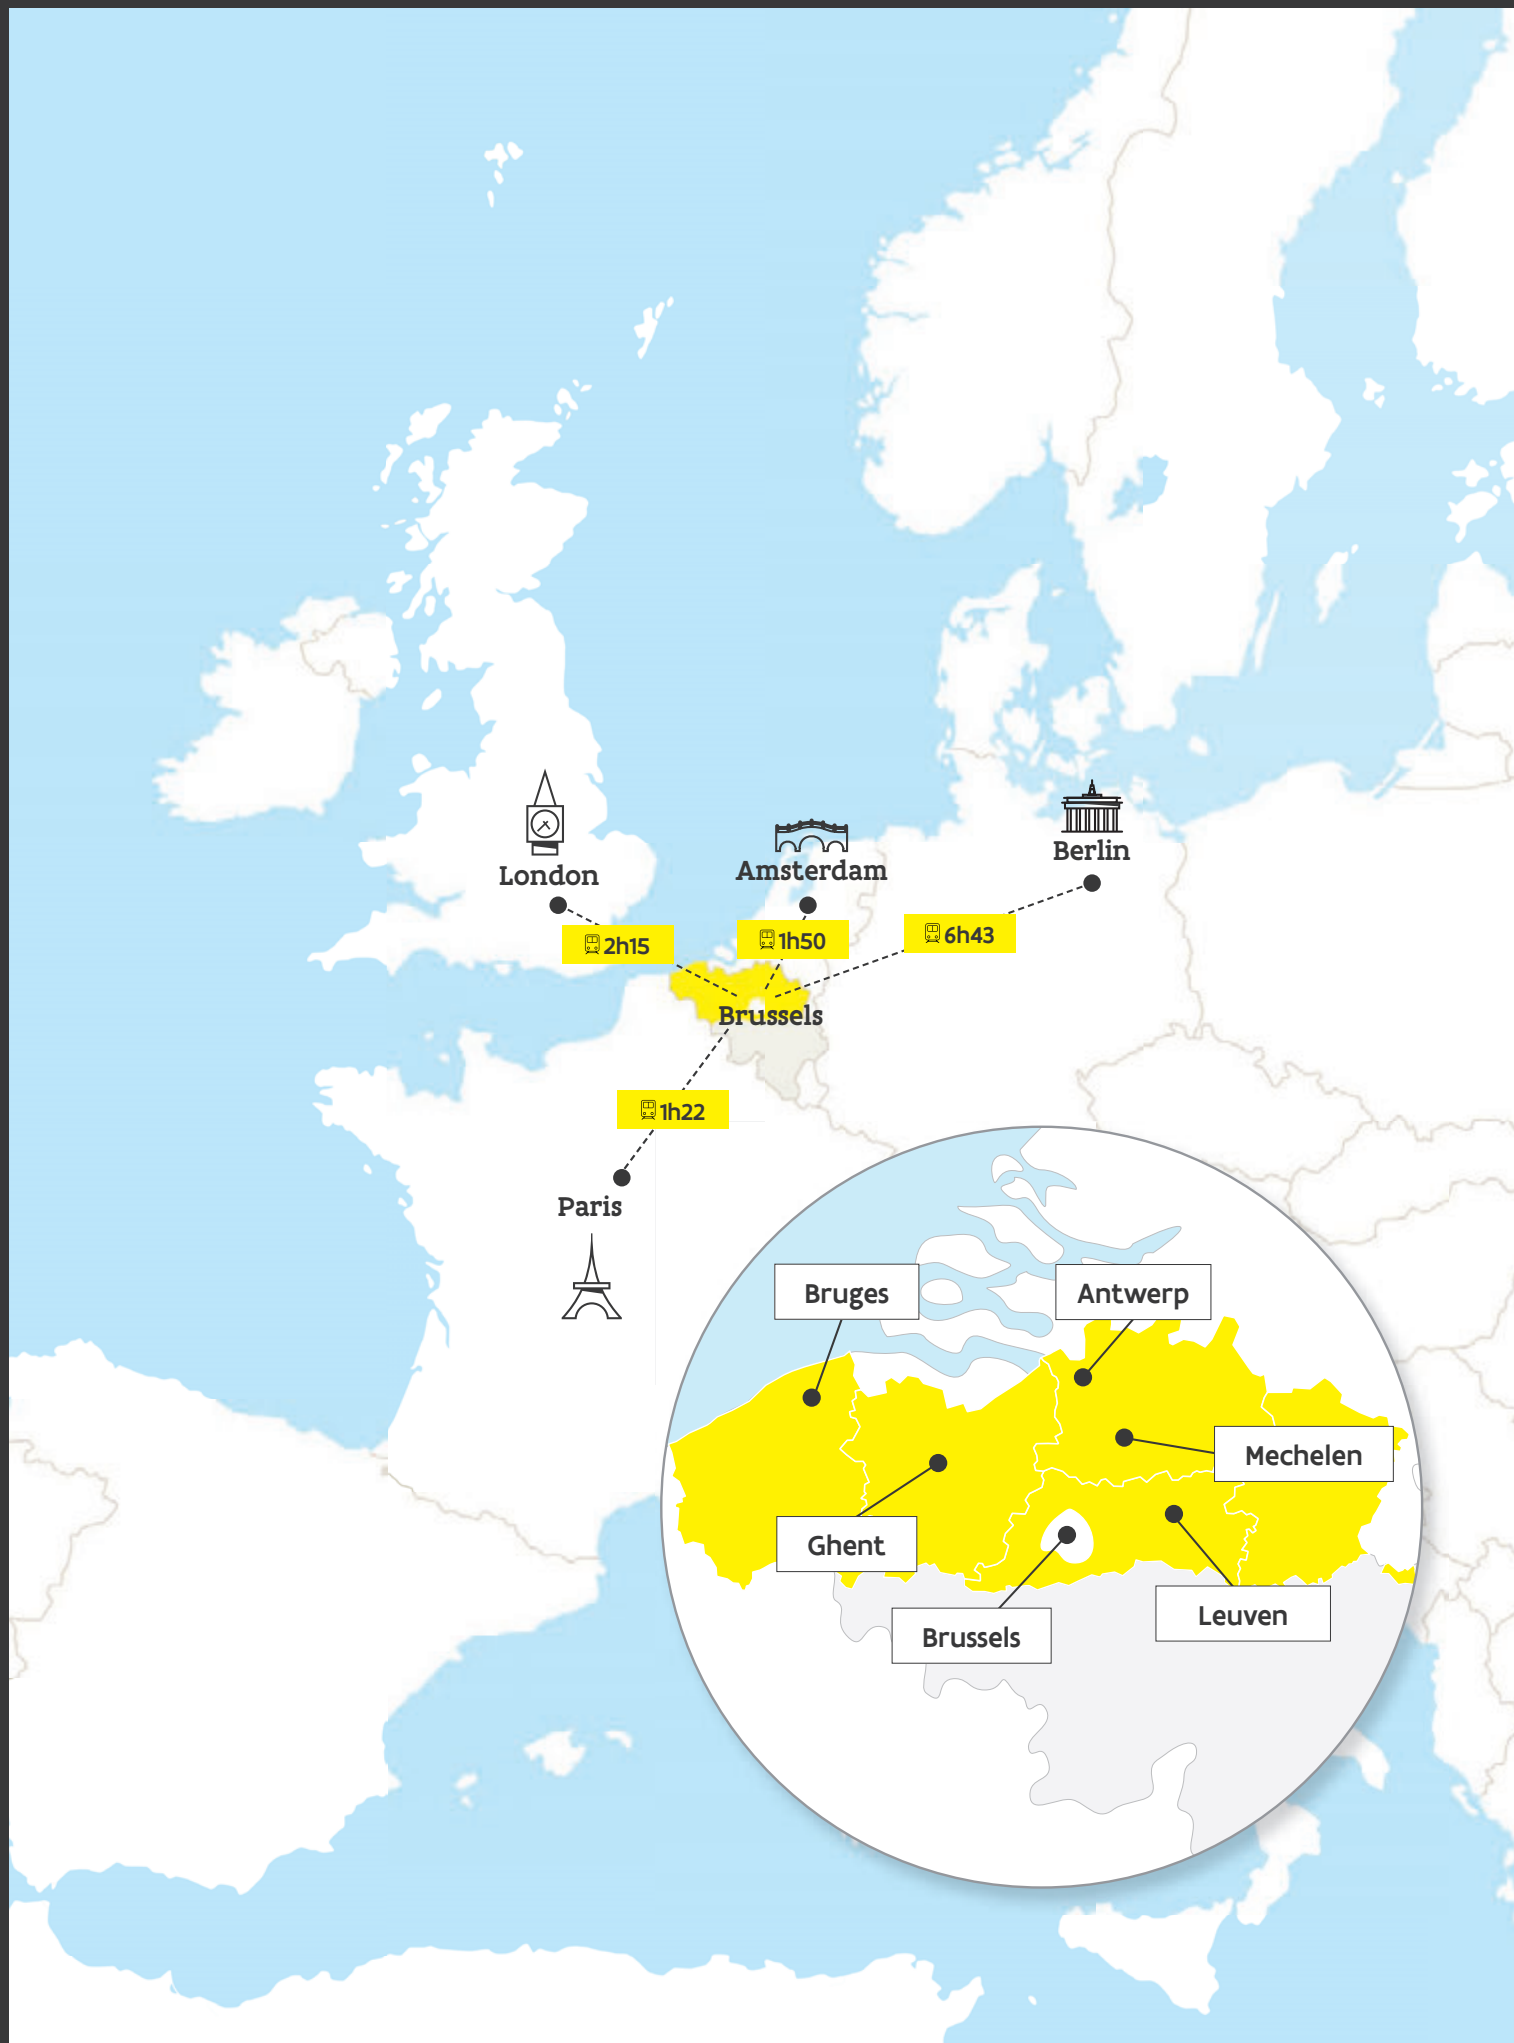 London
Amsterdam
Berlin
2h15
1h50
6h43
Brussels
1h22
Paris
Bruges
Antwerp
Mechelen
Ghent
Leuven
Brussels